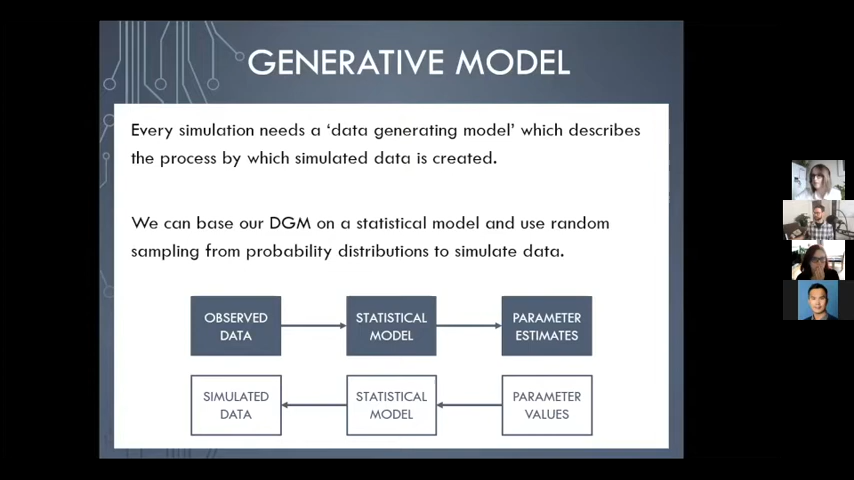 GENERATIVE MODEL
Every simulation needs a ‘data generating model’ which describes
the process by which simulated data is created.
We can base our DGM on a statistical model and use random
sampling from probability distributions to simulate data.
OBSERVED
DATA
STATISTICAL
MODEL
PARAMETER
ESTIMATES
SIMULATED
DATA
STATISTICAL
MODEL
PARAMETER
VALUES